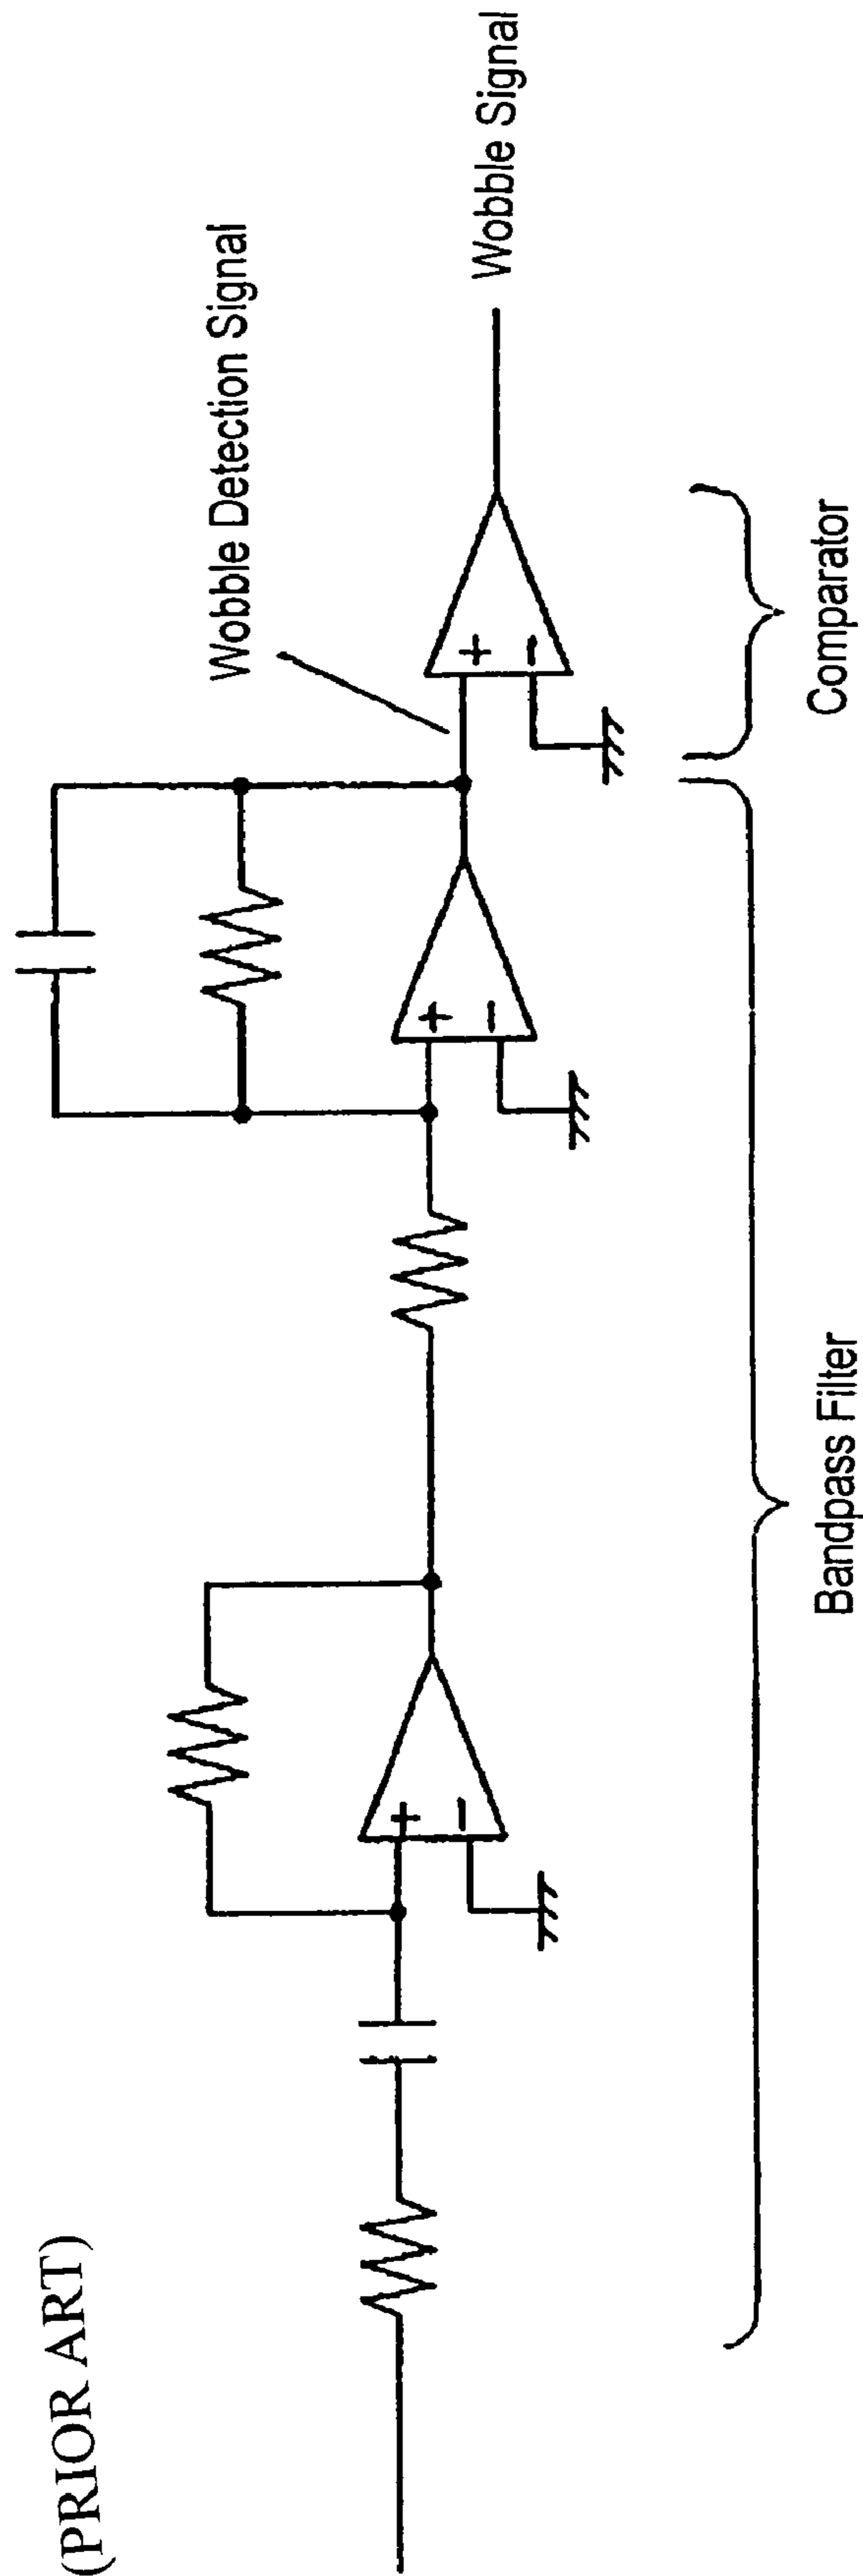 (PRIOR ART)
Wobble Detection Signal
Wobble Signal
+
−
+
−
+
−
Bandpass Filter
Comparator